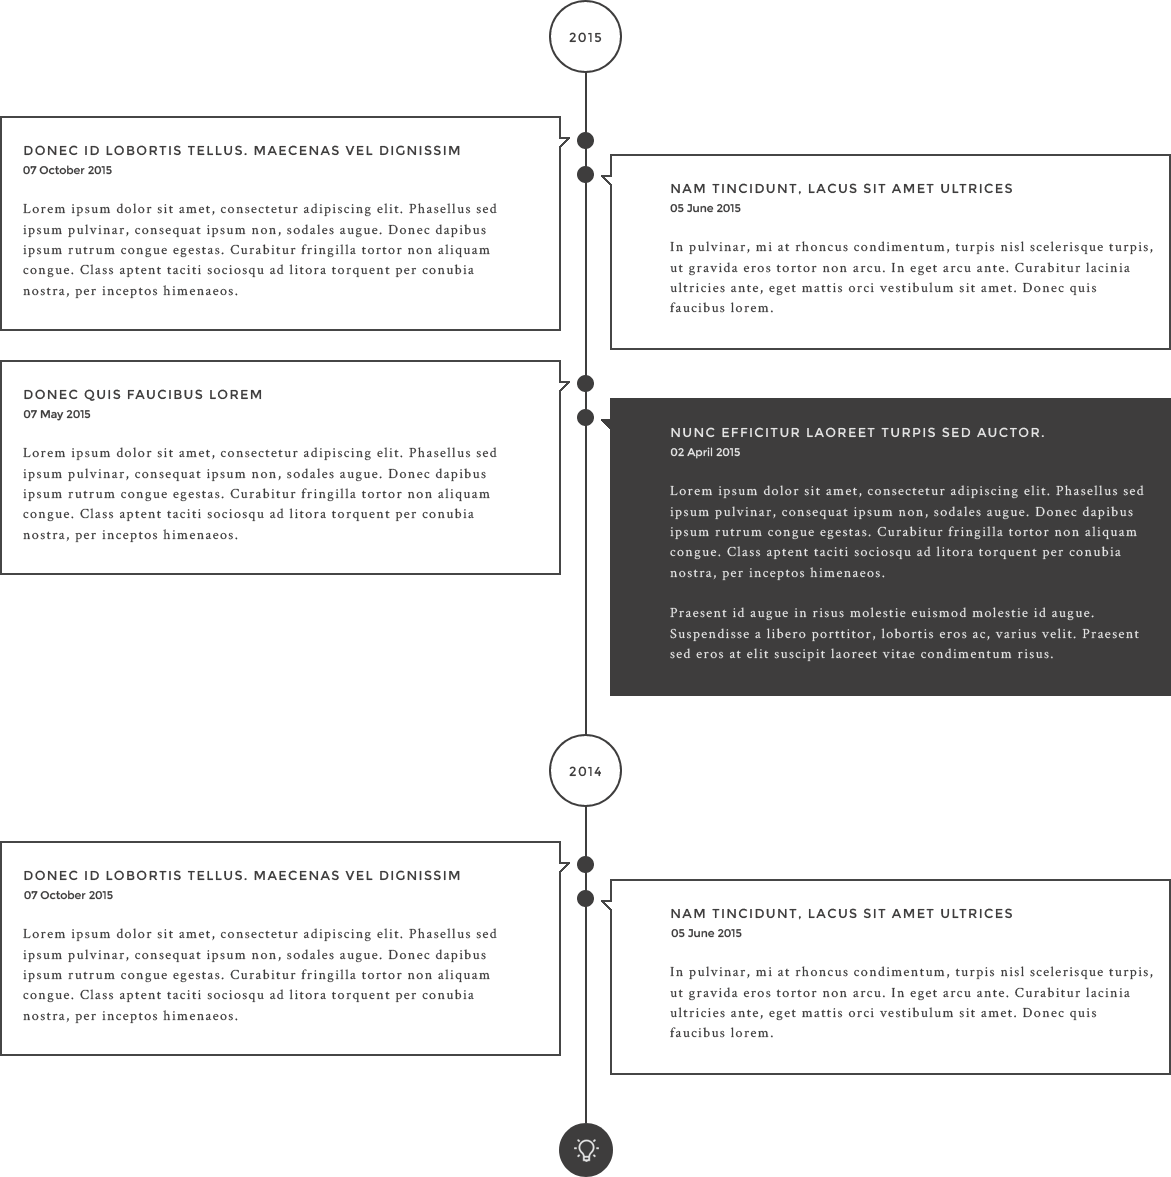 2015
DONEC ID LOBORTIS TELLUS. MAECENAS VEL DIGNISSIM
07 October 2015
Lorem ipsum dolor sit amet, consectetur adipiscing elit. Phasellus sed
ipsum pulvinar, consequat ipsum non, sodales augue. Donec dapibus
ipsum rutrum congue egestas. Curabitur fringilla tortor non aliquam
congue. Class aptent taciti sociosqu ad litora torquent per conubia
nostra, per inceptos himenaeos.
NAM TINCIDUNT, LACUS SIT AMET ULTRICES
05 June 2015
In pulvinar, mi at rhoncus condimentum, turpis nisl scelerisque turpis,
ut gravida eros tortor non arcu. In eget arcu ante. Curabitur lacinia
ultricies ante, eget mattis orci vestibulum sit amet. Donec quis
faucibus lorem.
DONEC QUIS FAUCIBUS LOREM
07 May 2015
Lorem ipsum dolor sit amet, consectetur adipiscing elit. Phasellus sed
ipsum pulvinar, consequat ipsum non, sodales augue. Donec dapibus
ipsum rutrum congue egestas. Curabitur fringilla tortor non aliquam
congue. Class aptent taciti sociosqu ad litora torquent per conubia
nostra, per inceptos himenaeos.
NUNC EFFICITUR LAOREET TURPIS SED AUCTOR.
02 April 2015
Lorem ipsum dolor sit amet, consectetur adipiscing elit. Phasellus sed
ipsum pulvinar, consequat ipsum non, sodales augue. Donec dapibus
ipsum rutrum congue egestas. Curabitur fringilla tortor non aliquam
congue. Class aptent taciti sociosqu ad litora torquent per conubia
nostra, per inceptos himenaeos.
Praesent id augue in risus molestie euismod molestie id augue.
Suspendisse a libero porttitor, lobortis eros ac, varius velit. Praesent
sed eros at elit suscipit laoreet vitae condimentum risus.
2014
DONEC ID LOBORTIS TELLUS. MAECENAS VEL DIGNISSIM
07 October 2015
Lorem ipsum dolor sit amet, consectetur adipiscing elit. Phasellus sed
ipsum pulvinar, consequat ipsum non, sodales augue. Donec dapibus
ipsum rutrum congue egestas. Curabitur fringilla tortor non aliquam
congue. Class aptent taciti sociosqu ad litora torquent per conubia
nostra, per inceptos himenaeos.
NAM TINCIDUNT, LACUS SIT AMET ULTRICES
05 June 2015
In pulvinar, mi at rhoncus condimentum, turpis nisl scelerisque turpis,
ut gravida eros tortor non arcu. In eget arcu ante. Curabitur lacinia
ultricies ante, eget mattis orci vestibulum sit amet. Donec quis
faucibus lorem.